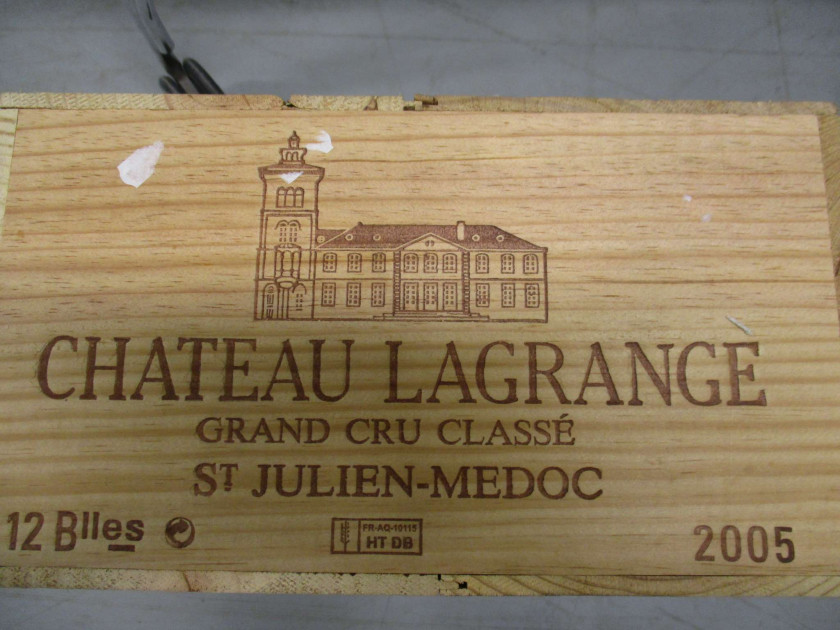 CHATEAU LAGRANGE
GRAND CRU CLASSÉ
ST JULIEN-MEDOC
12 Blles
FR-AQ-10115
HT DB
2005